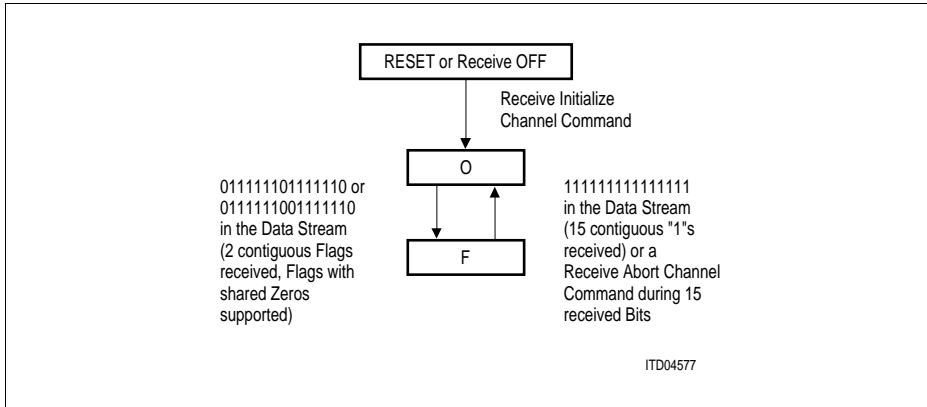 RESET or Receive OFF
Receive Initialize
Channel Command
O
011111101111110 or
0111111001111110
in the Data Stream
(2 contiguous Flags
received, Flags with
shared Zeros
supported)
F
111111111111111
in the Data Stream
(15 contiguous "1"s
received) or a
Receive Abort Channel
Command during 15
received Bits
ITD04577